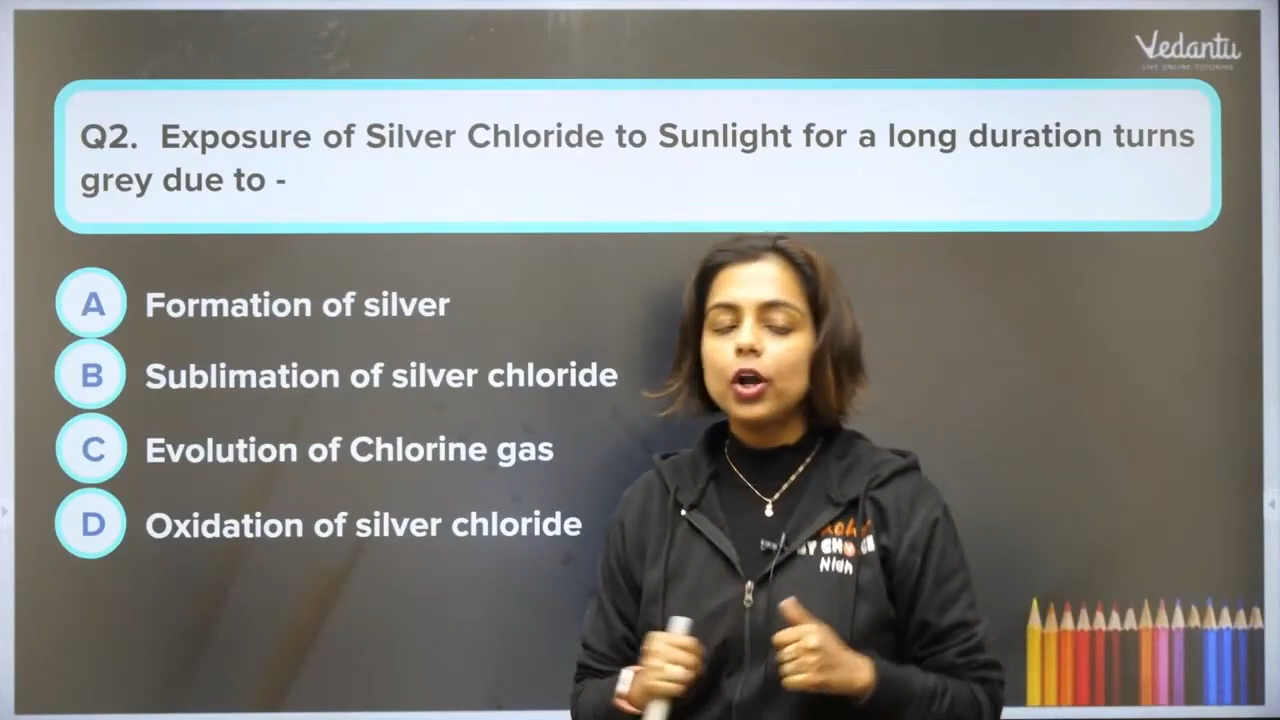 Vedantu
LIVE ONLINE TUTORING
Q2. Exposure of Silver Chloride to Sunlight for a long duration turns
grey due to -
A Formation of silver
B Sublimation of silver chloride
C Evolution of Chlorine gas
D Oxidation of silver chloride